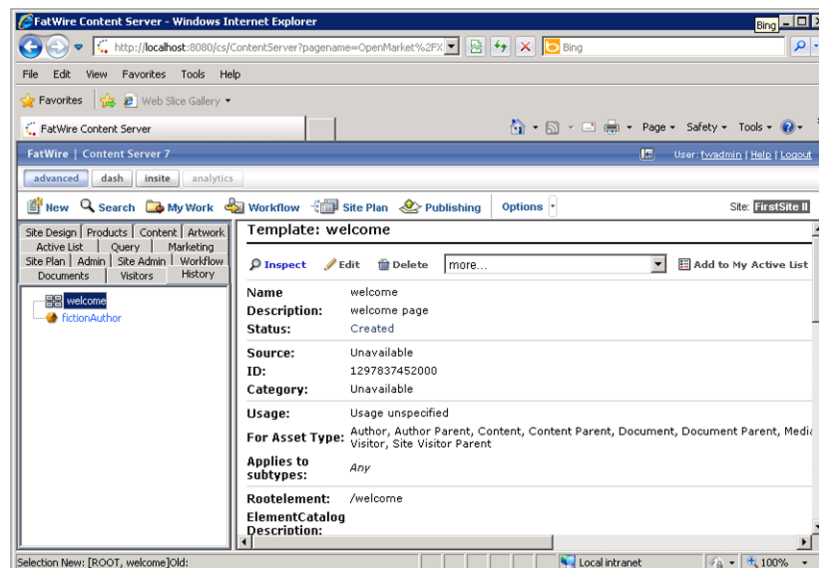 FatWire Content Server - Windows Internet Explorer
Bing
http://localhost:8080/cs/ContentServer?pagename=OpenMarket%2FX
Bing
File Edit View Favorites Tools Help
Favorites Web Slice Gallery
FatWire Content Server
Page Safety Tools
FatWire | Content Server 7
User: fwadmin | Help | Logout
advanced dash insite analytics
New Search My Work Workflow Site Plan Publishing Options
Site: FirstSite II
Site Design Products Content Artwork
Active List Query Marketing
Site Plan Admin Site Admin Workflow
Documents Visitors History
welcome
fictionAuthor
Template: welcome
Inspect Edit Delete more... Add to My Active List
Name welcome
Description: welcome page
Status: Created
Source: Unavailable
ID: 1297837452000
Category: Unavailable
Usage: Usage unspecified
For Asset Type: Author, Author Parent, Content, Content Parent, Document, Document Parent, Media
Visitor, Site Visitor Parent
Applies to
subtypes: Any
Rootelement: /welcome
ElementCatalog
Description:
Selection New: [ROOT, welcome]Old:
Local intranet
100%